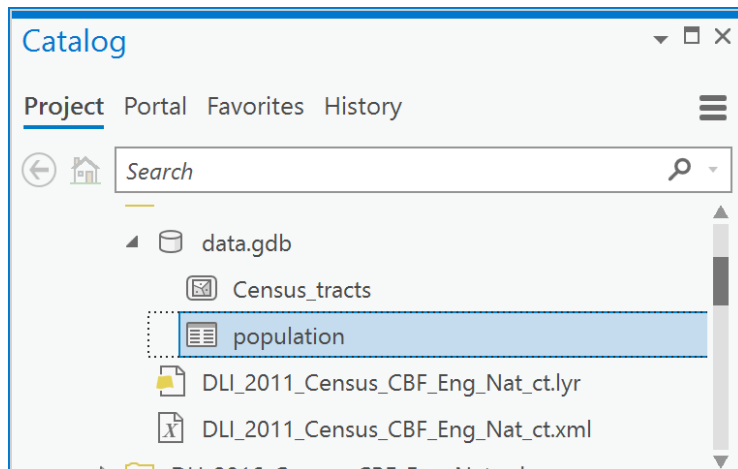 Catalog
Project Portal Favorites History
Search
data.gdb
Census_tracts
population
DLI_2011_Census_CBF_Eng_Nat_ct.lyr
DLI_2011_Census_CBF_Eng_Nat_ct.xml